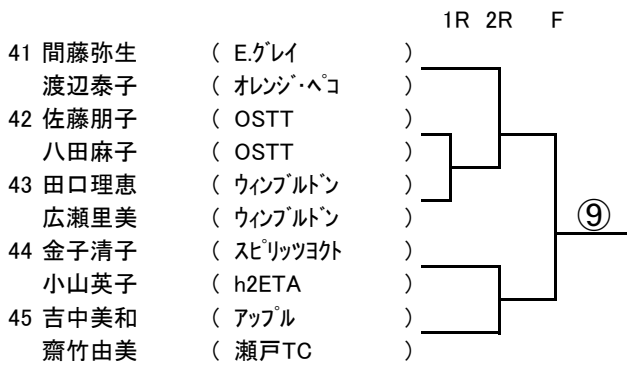 1R 2R F
41 間藤弥生 ( E.ｸﾞﾚｲ )
渡辺泰子 ( ｵﾚﾝｼﾞ･ﾍﾟｺ )
42 佐藤朋子 ( OSTT )
八田麻子 ( OSTT )
43 田口理恵 ( ｳｨﾝﾌﾞﾙﾄﾞﾝ )
広瀬里美 ( ｳｨﾝﾌﾞﾙﾄﾞﾝ )
⑨
44 金子清子 ( ｽﾋﾟﾘｯﾂﾖｸﾄ )
小山英子 ( h2ETA )
45 吉中美和 ( ｱｯﾌﾟﾙ )
齋竹由美 ( 瀬戸TC )